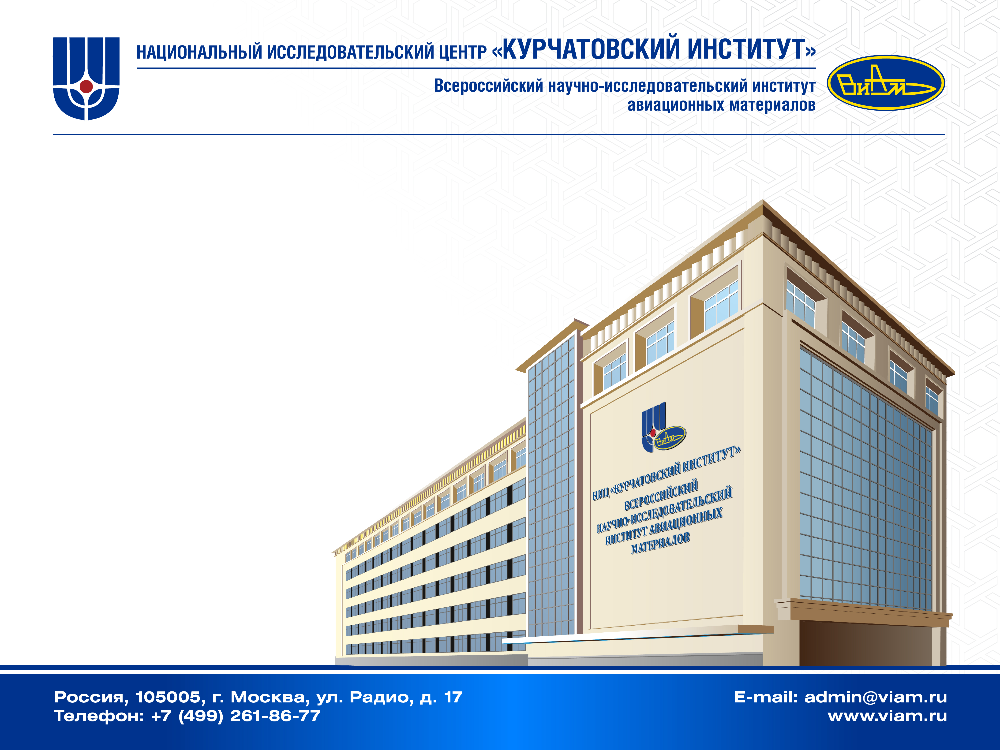 НАЦИОНАЛЬНЫЙ ИССЛЕДОВАТЕЛЬСКИЙ ЦЕНТР «КУРЧАТОВСКИЙ ИНСТИТУТ»
Всероссийский научно-исследовательский институт
авиационных материалов
ВиАм
ВиАм
НИЦ «КУРЧАТОВСКИЙ ИНСТИТУТ»
ВСЕРОССИЙСКИЙ
НАУЧНО-ИССЛЕДОВАТЕЛЬСКИЙ
ИНСТИТУТ АВИАЦИОННЫХ
МАТЕРИАЛОВ
Россия, 105005, г. Москва, ул. Радио, д. 17
Телефон: +7 (499) 261-86-77
E-mail: admin@viam.ru
www.viam.ru